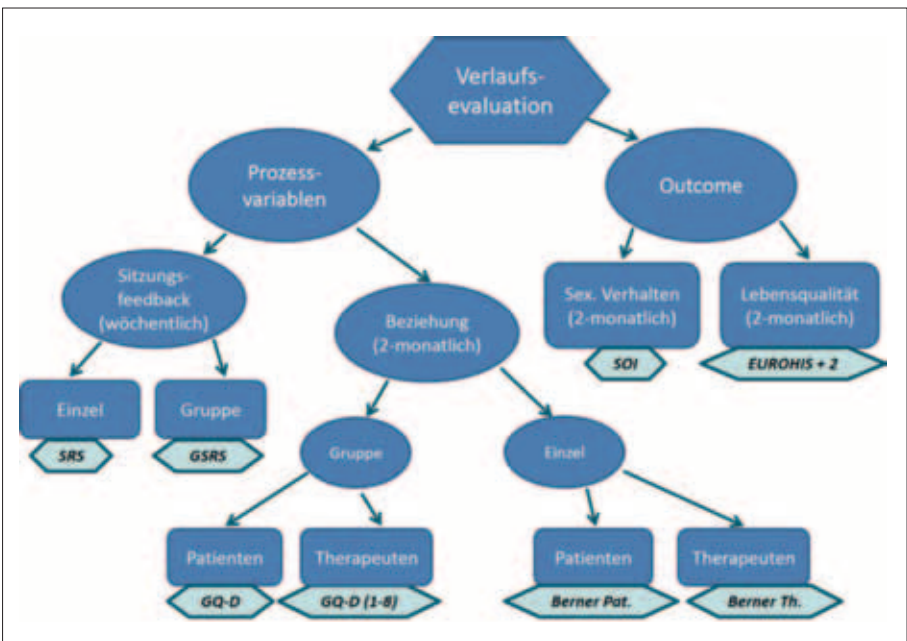 Verlaufs-
evaluation
Prozess-
variablen
Outcome
Sitzungs-
feedback
(wöchentlich)
Beziehung
(2-monatlich)
Sex. Verhalten
(2-monatlich)
SOI
Lebensqualität
(2-monatlich)
EUROHIS + 2
Einzel
SRS
Gruppe
GSRS
Gruppe
Einzel
Patienten
GQ-D
Therapeuten
GQ-D (1-8)
Patienten
Berner Pat.
Therapeuten
Berner Th.